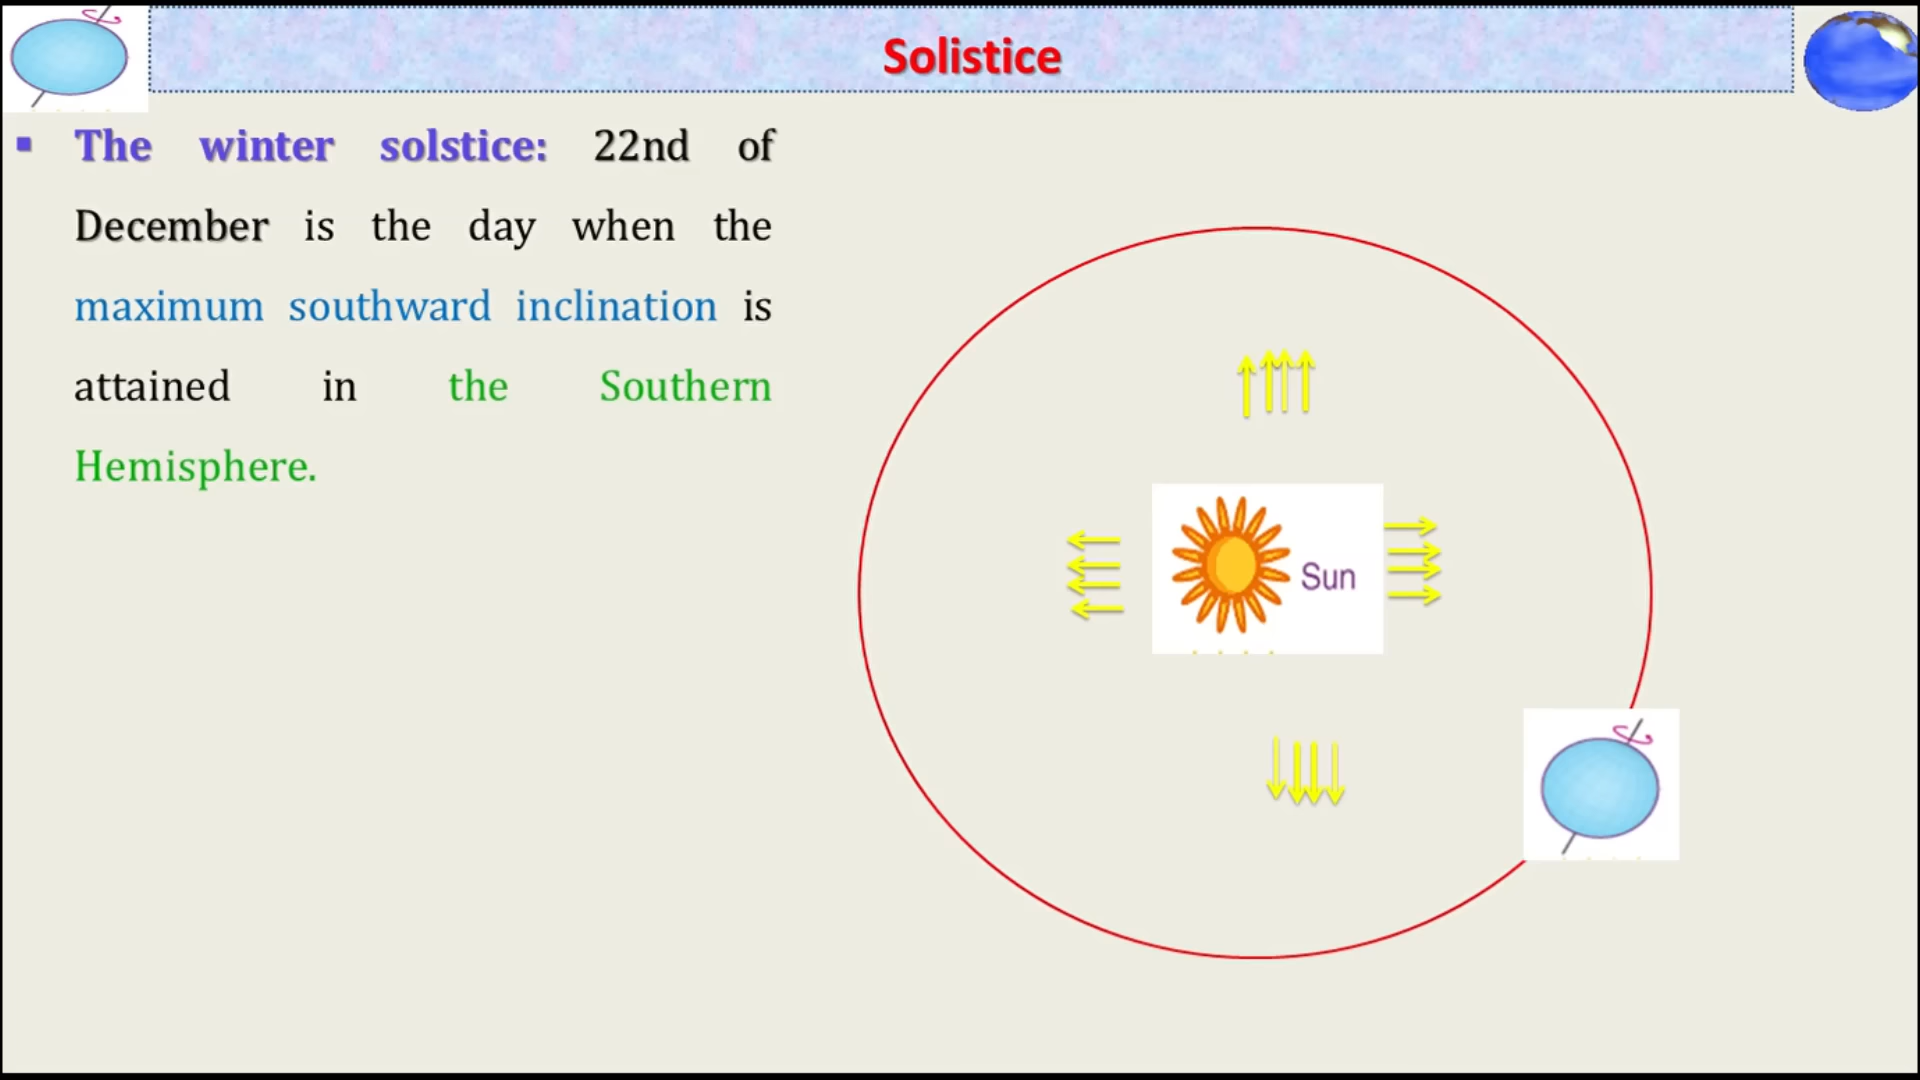 Solistice
▪ The winter solstice: 22nd of
December is the day when the
maximum southward inclination is
attained in the Southern
Hemisphere.
Sun